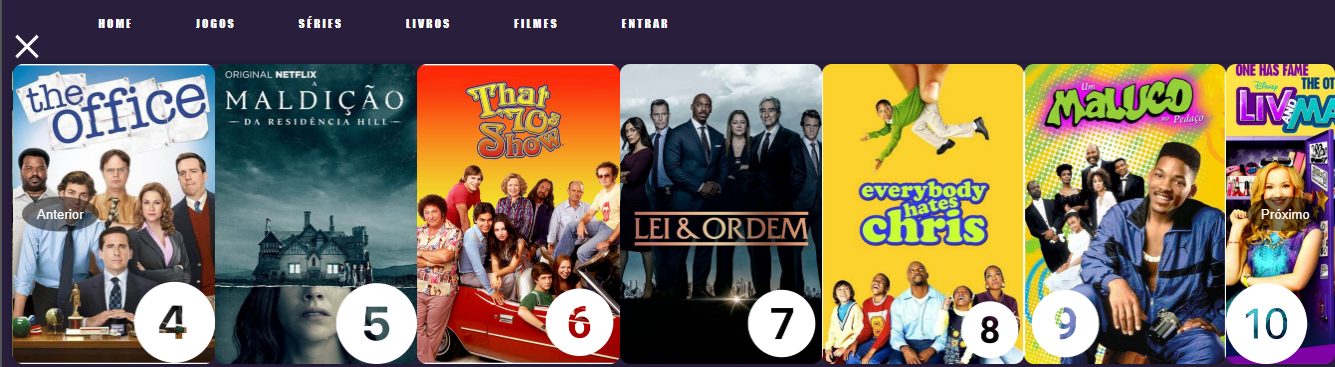 HOME JOGOS SÉRIES LIVROS FILMES ENTRAR
the office
Anterior
4
ORIGINAL NETFLIX
A
MALDIÇÃO
DA RESIDÊNCIA HILL
5
That
'70s
Show
6
LEI & ORDEM
7
everybody
hates
chris
8
Um
MALUCO
no Pedaço
9
ONE HAS FAME
THE OT
Disney
LIV AND MA
Próximo
10